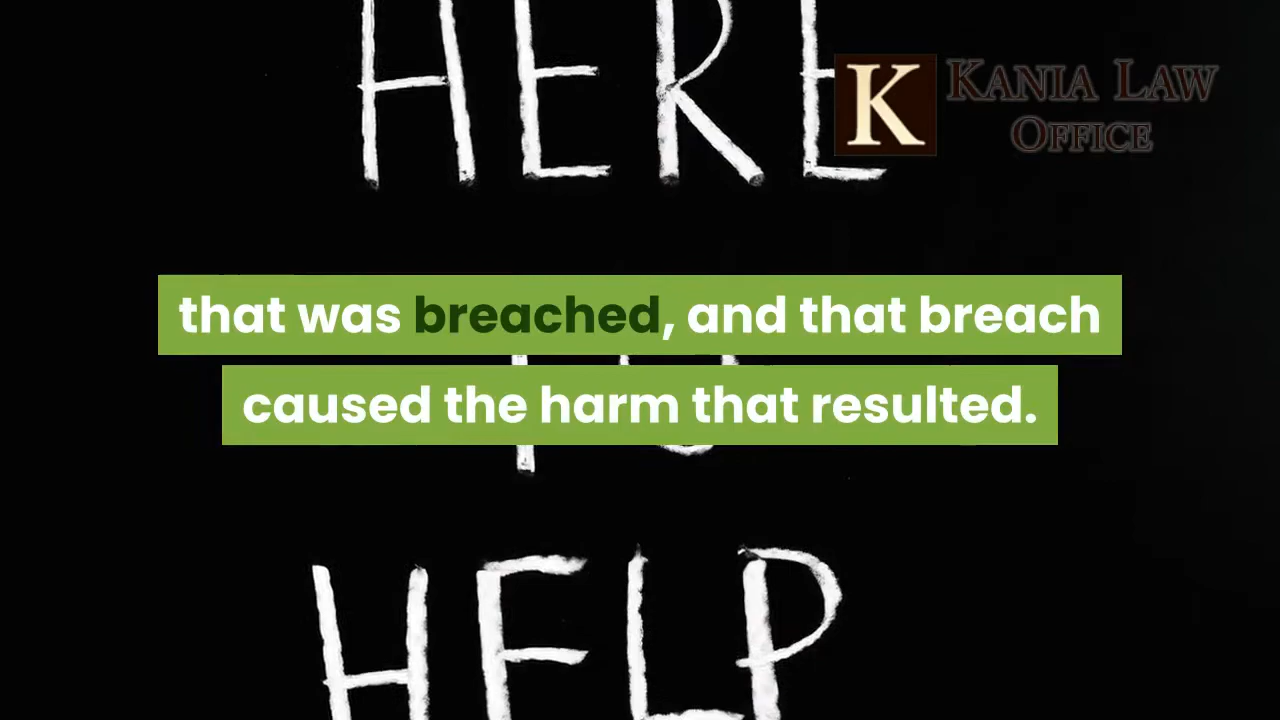 HERE
KANIA LAW
OFFICE
K
that was breached, and that breach
caused the harm that resulted.
HELP